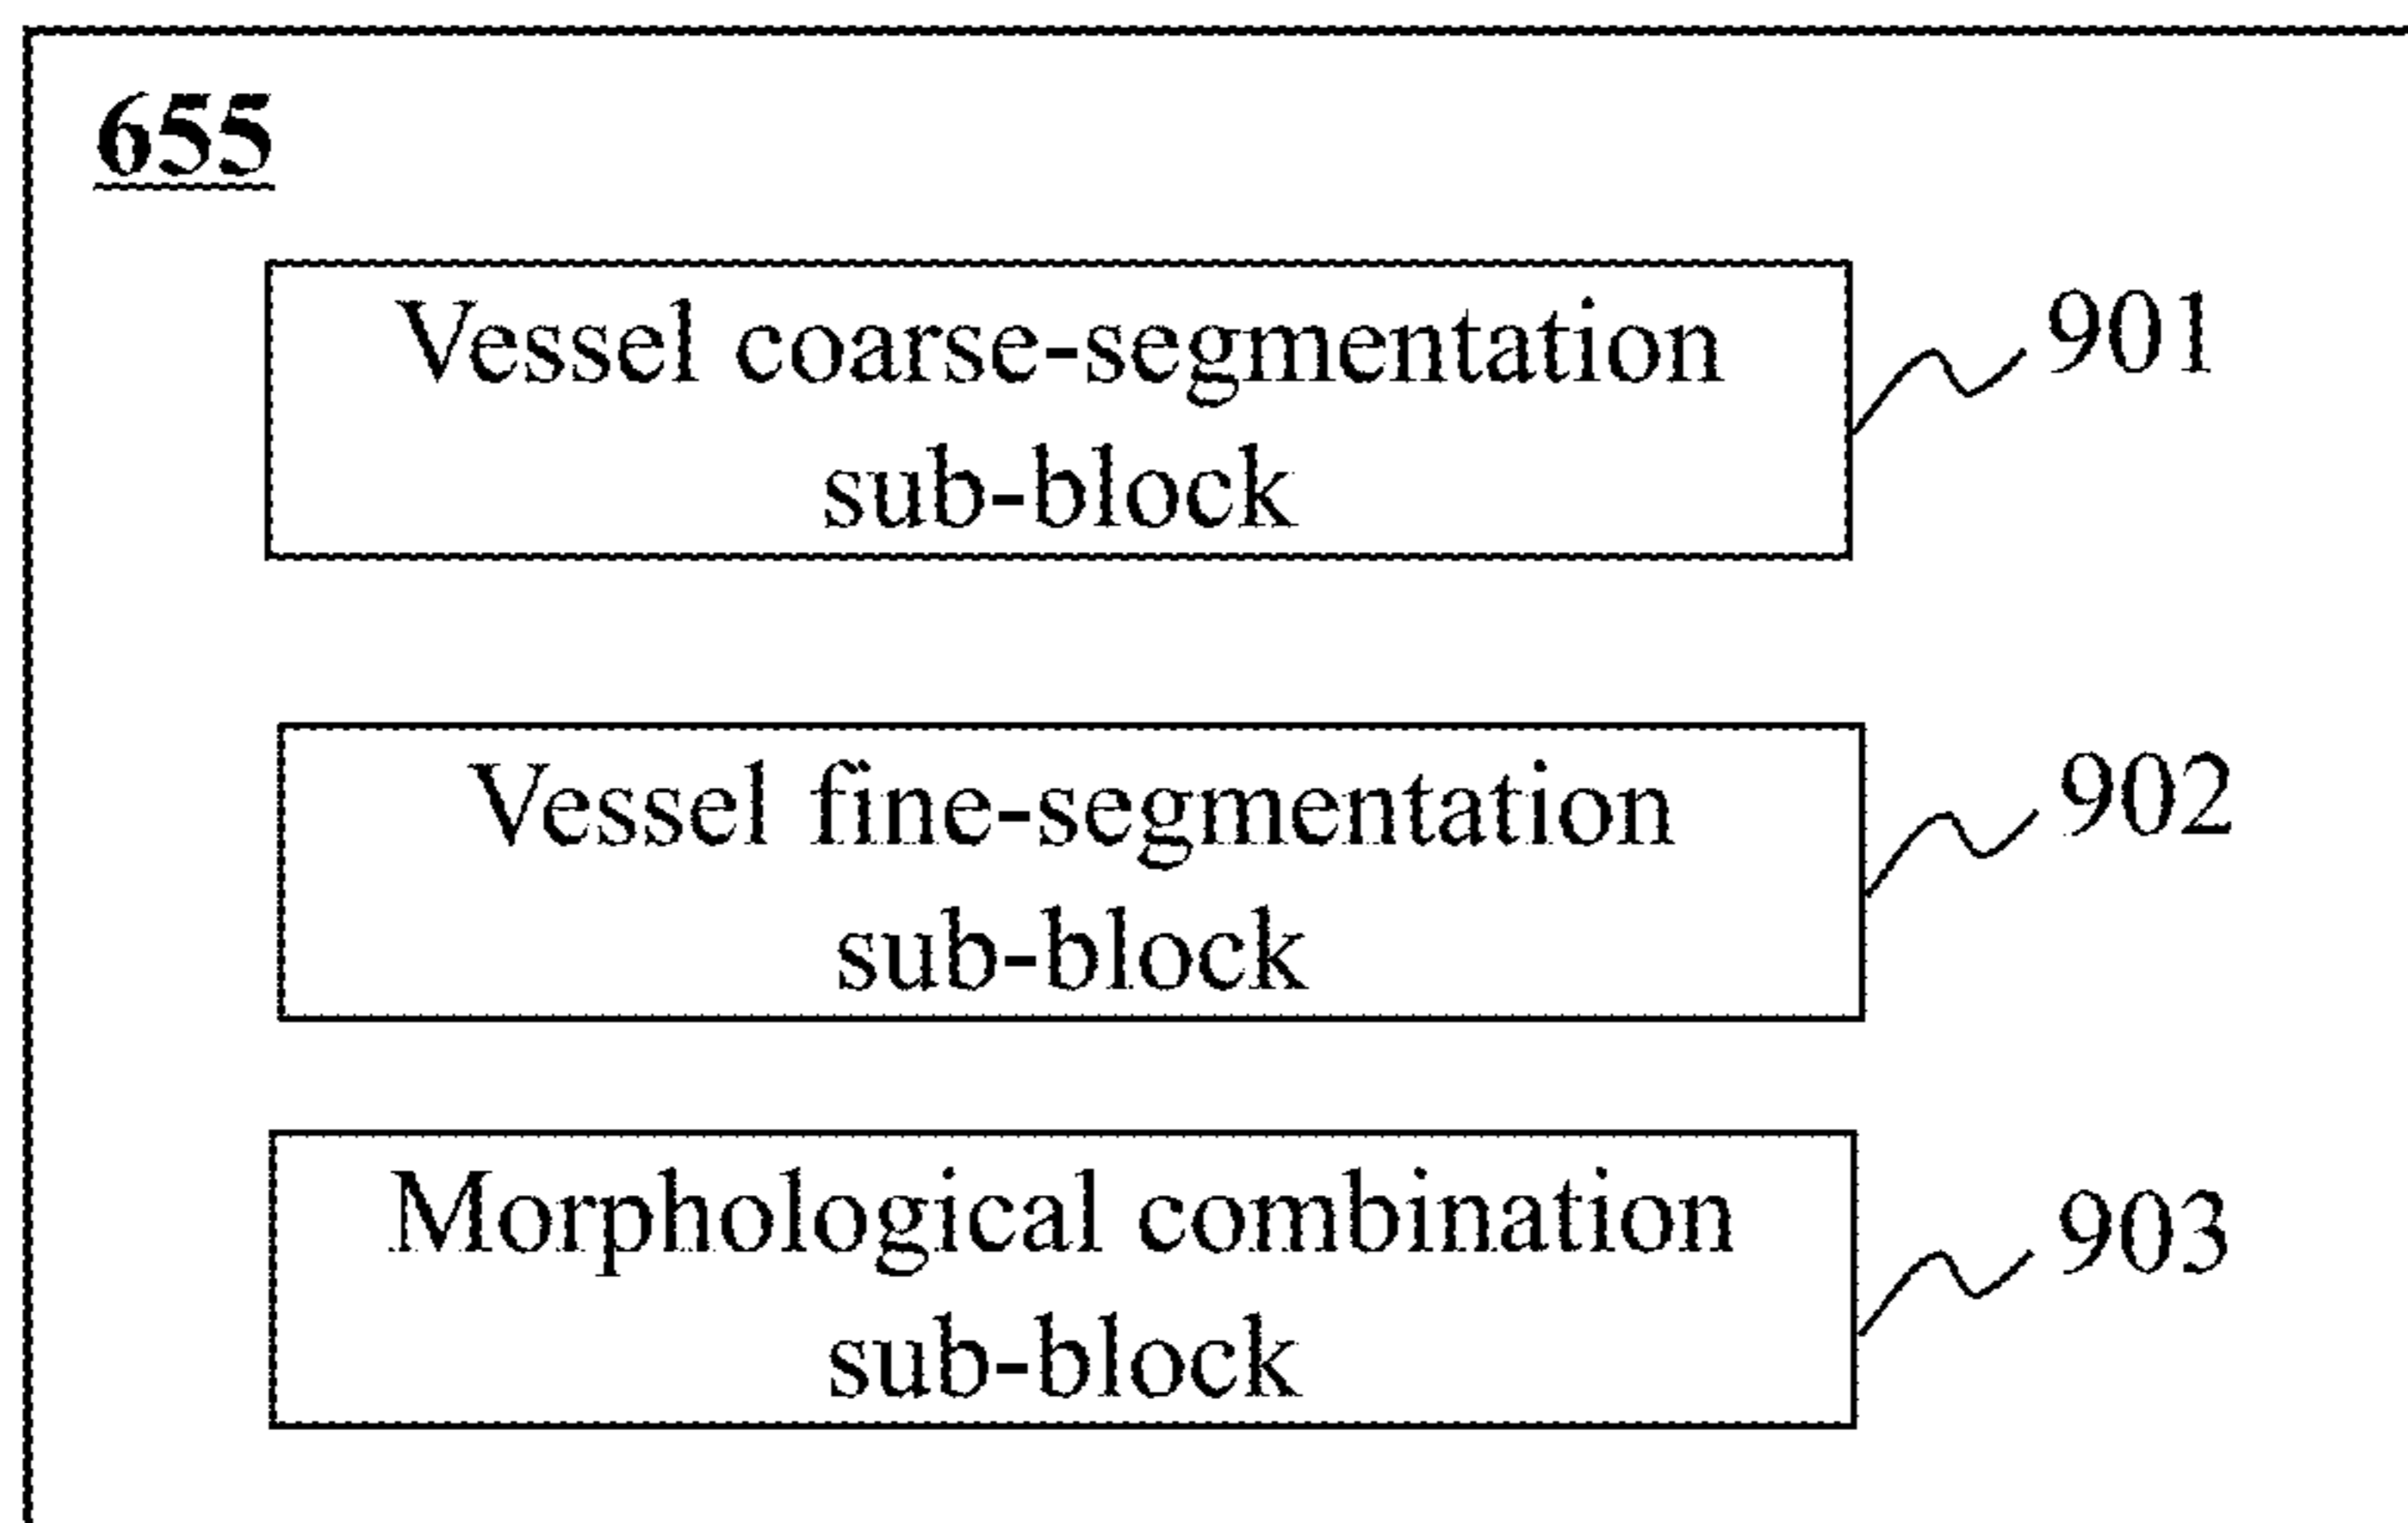 655
Vessel coarse-segmentation
sub-block
901
Vessel fine-segmentation
sub-block
902
Morphological combination
sub-block
903